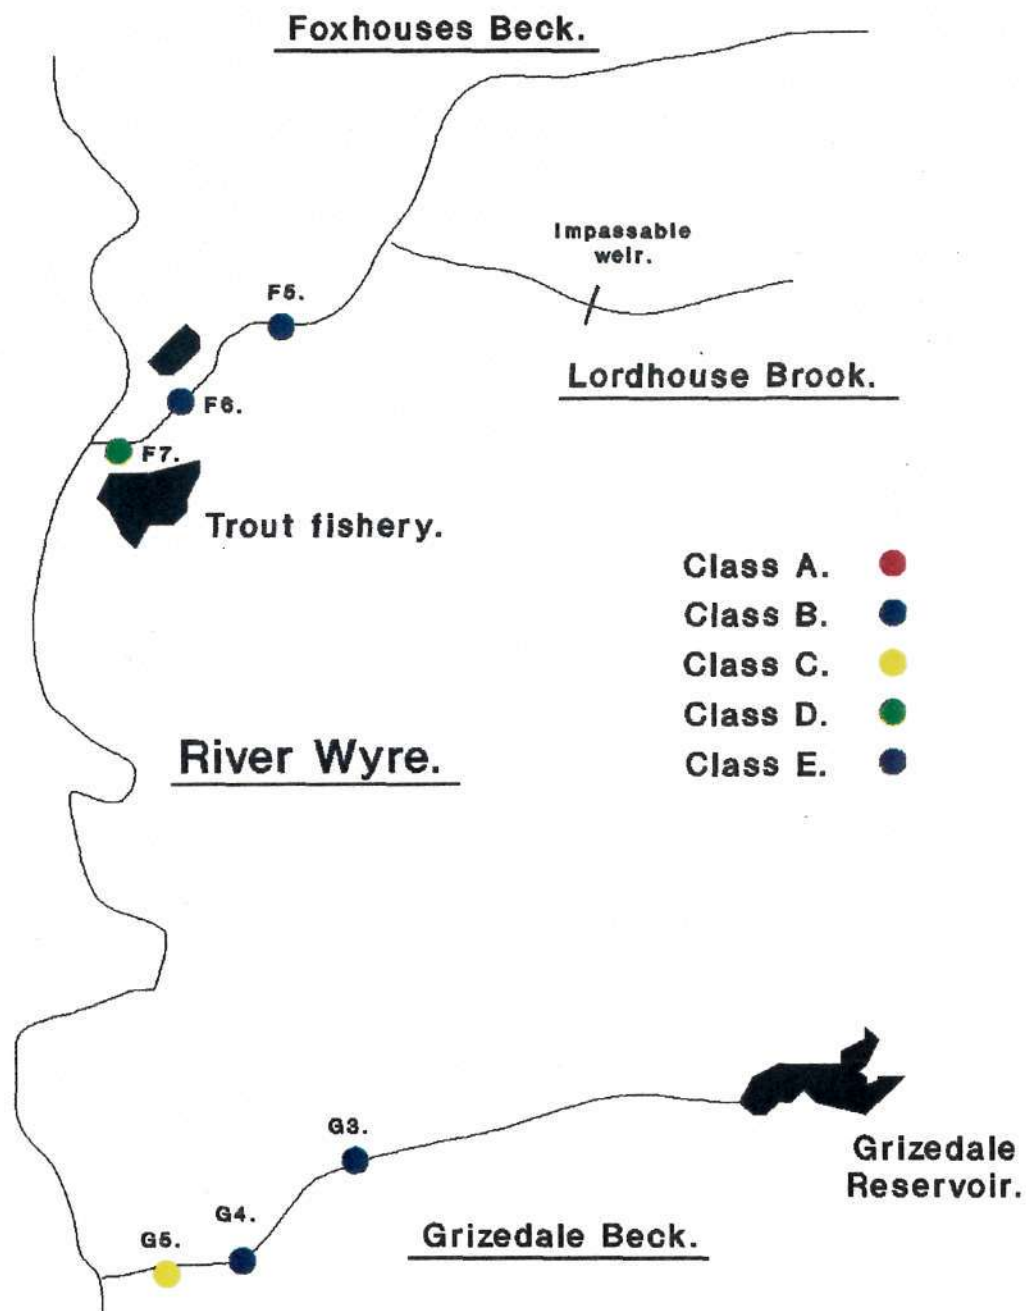 Foxhouses Beck.
Impassable
weir.
F5.
Lordhouse Brook.
F6.
F7.
Trout fishery.
Class A.
Class B.
Class C.
Class D.
Class E.
River Wyre.
G3.
Grizedale
Reservoir.
G4.
Grizedale Beck.
G5.